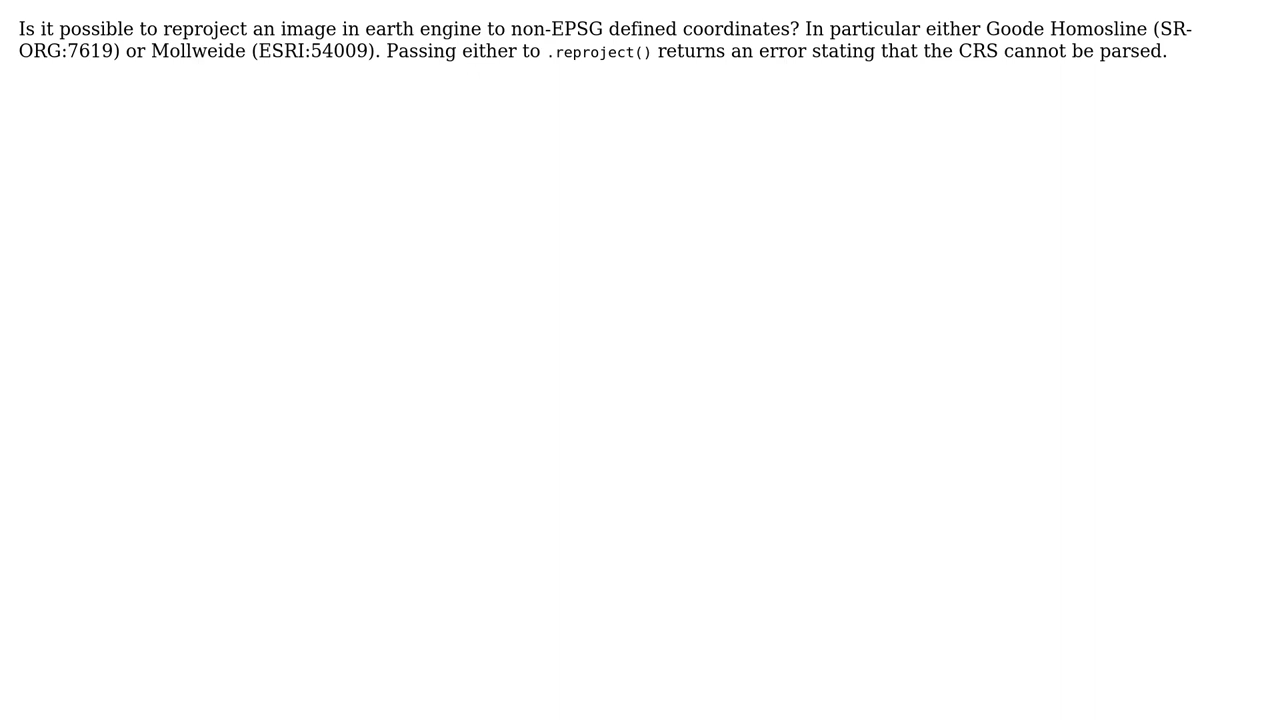 Is it possible to reproject an image in earth engine to non-EPSG defined coordinates? In particular either Goode Homosline (SR-
ORG:7619) or Mollweide (ESRI:54009). Passing either to .reproject() returns an error stating that the CRS cannot be parsed.